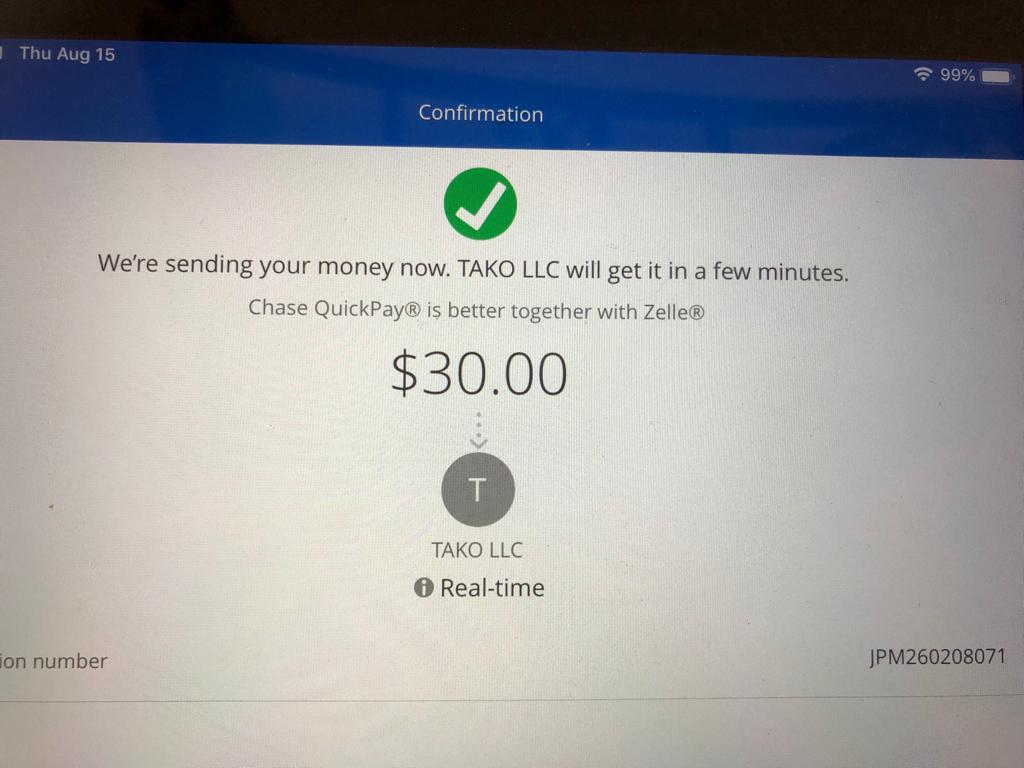 Thu Aug 15
99%
Confirmation
We're sending your money now. TAKO LLC will get it in a few minutes.
Chase QuickPay® is better together with Zelle®
$30.00
T
TAKO LLC
Real-time
ion number JPM260208071